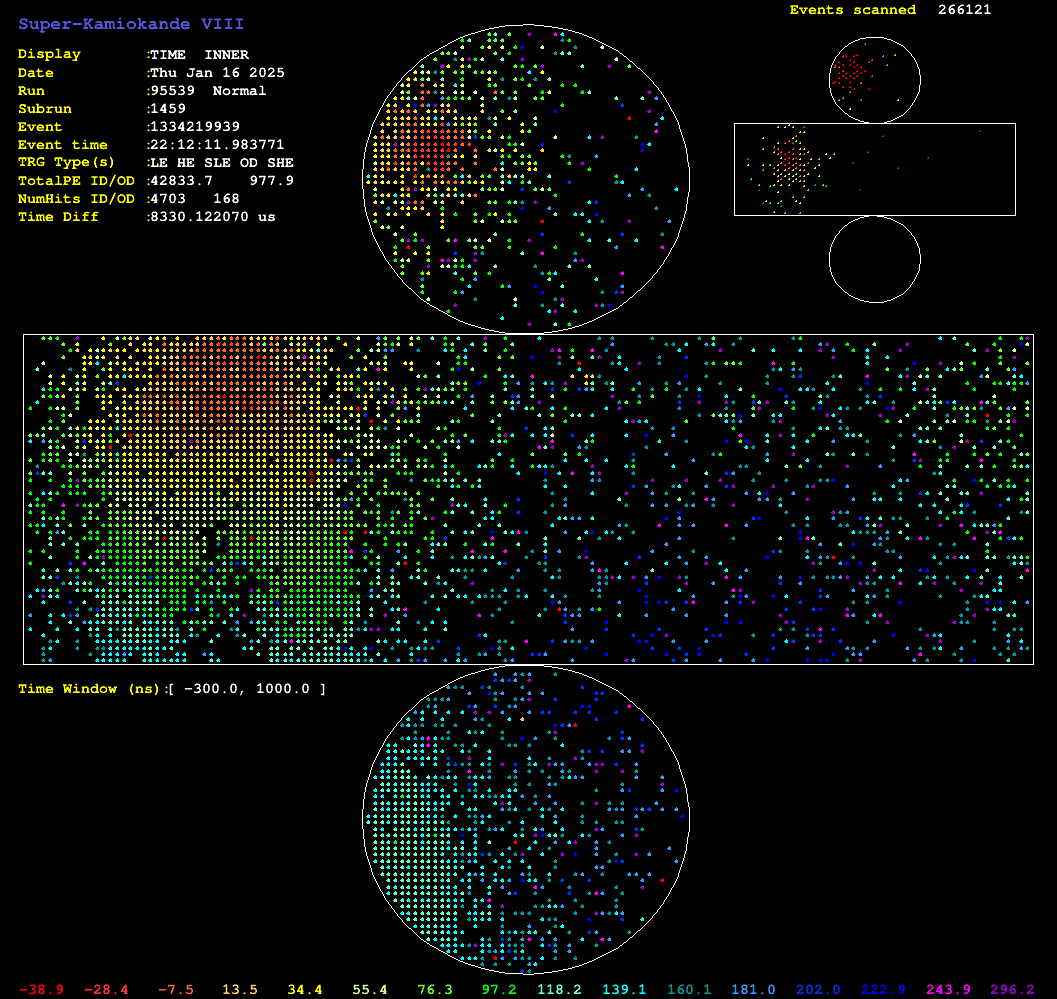 Super-Kamiokande VIII
Events scanned 266121
Display :TIME INNER
Date :Thu Jan 16 2025
Run :95539 Normal
Subrun :1459
Event :1334219939
Event time :22:12:11.983771
TRG Type(s) :LE HE SLE OD SHE
TotalPE ID/OD :42833.7 977.9
NumHits ID/OD :4703 168
Time Diff :8330.122070 us
Time Window (ns):[ -300.0, 1000.0 ]
-38.9 -28.4 -7.5 13.5 34.4 55.4 76.3 97.2 118.2 139.1 160.1 181.0 202.0 222.9 243.9 296.2